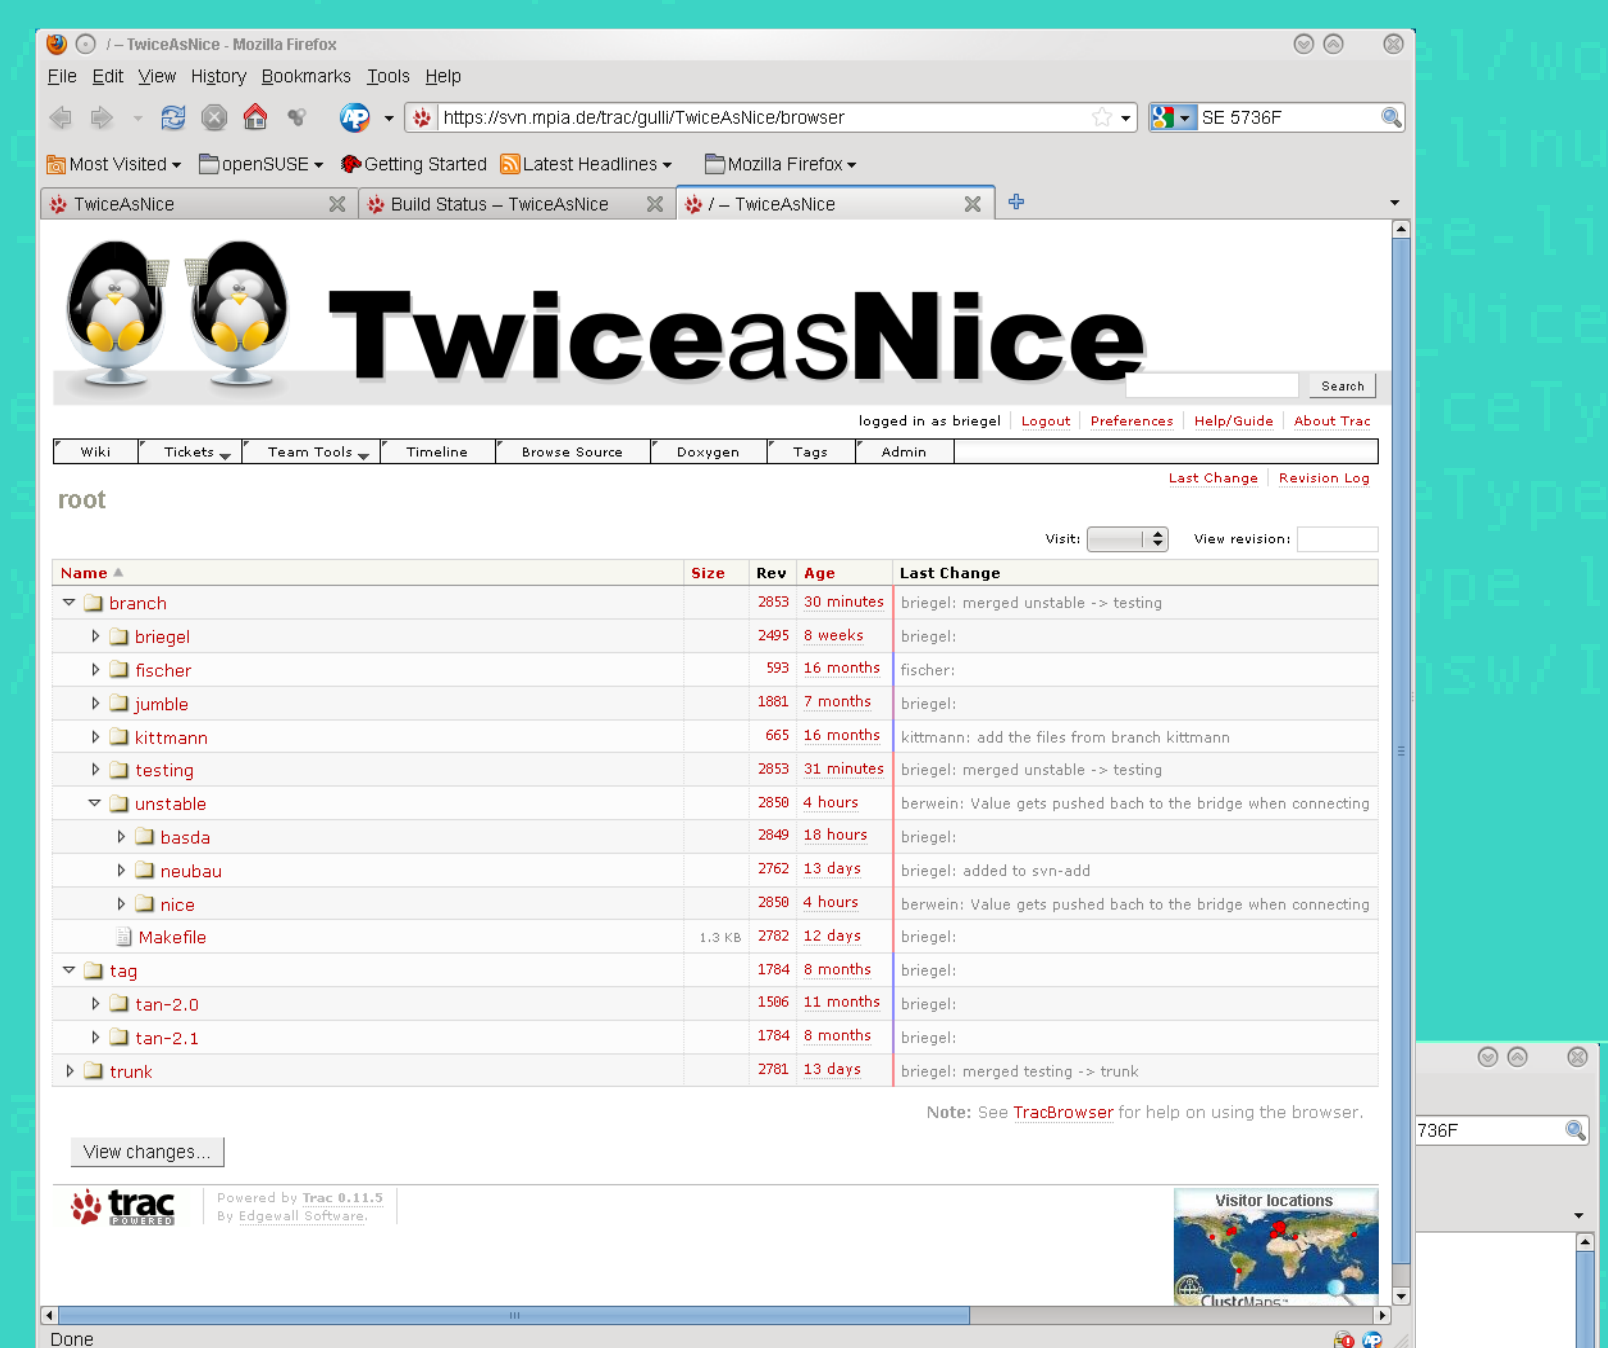 / – TwiceAsNice - Mozilla Firefox
File Edit View History Bookmarks Tools Help
https://svn.mpia.de/trac/gulli/TwiceAsNice/browser SE 5736F
Most Visited openSUSE Getting Started Latest Headlines Mozilla Firefox
TwiceAsNice Build Status – TwiceAsNice / – TwiceAsNice
TwiceasNice
Search
logged in as briegel Logout Preferences Help/Guide About Trac
Wiki Tickets Team Tools Timeline Browse Source Doxygen Tags Admin
Last Change Revision Log
root
Visit: View revision:
Name Size Rev Age Last Change
branch 2853 30 minutes briegel: merged unstable -> testing
briegel 2495 8 weeks briegel:
fischer 593 16 months fischer:
jumble 1881 7 months briegel:
kittmann 665 16 months kittmann: add the files from branch kittmann
testing 2853 31 minutes briegel: merged unstable -> testing
unstable 2850 4 hours berwein: Value gets pushed bach to the bridge when connecting
basda 2849 18 hours briegel:
neubau 2762 13 days briegel: added to svn-add
nice 2850 4 hours berwein: Value gets pushed bach to the bridge when connecting
Makefile 1.3 KB 2782 12 days briegel:
tag 1784 8 months briegel:
tan-2.0 1506 11 months briegel:
tan-2.1 1784 8 months briegel:
trunk 2781 13 days briegel: merged testing -> trunk
Note: See TracBrowser for help on using the browser.
736F
View changes...
trac POWERED
Powered by Trac 0.11.5
By Edgewall Software.
Visitor locations
ClustrMaps
Done